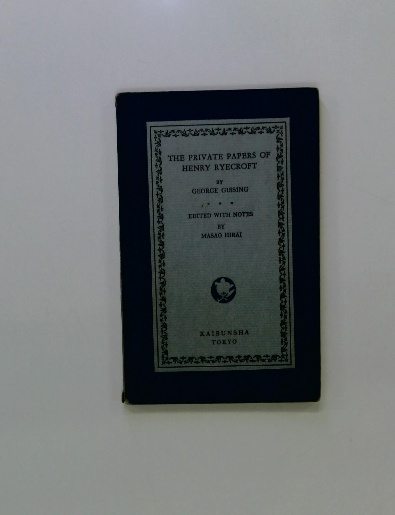 THE PRIVATE PAPERS OF
HENRY RYECROFT
BY
GEORGE GISSING
EDITED WITH NOTES
BY
MASAO HIRAI
KAIBUNSHA
TOKYO